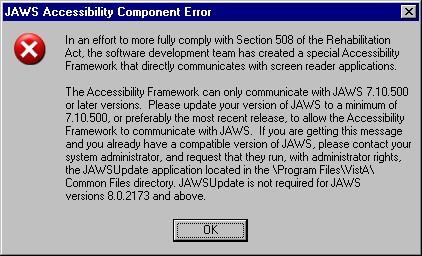 JAWS Accessibility Component Error
In an effort to more fully comply with Section 508 of the Rehabilitation
Act, the software development team has created a special Accessibility
Framework that directly communicates with screen reader applications.
The Accessibility Framework can only communicate with JAWS 7.10.500
or later versions.  Please update your version of JAWS to a minimum of
7.10.500, or preferably the most recent release, to allow the Accessibility
Framework to communicate with JAWS.  If you are getting this message
and you already have a compatible version of JAWS, please contact your
system administrator, and request that they run, with administrator rights,
the JAWSUpdate application located in the \Program Files\VistA\
Common Files directory. JAWSUpdate is not required for JAWS
versions 8.0.2173 and above.
OK